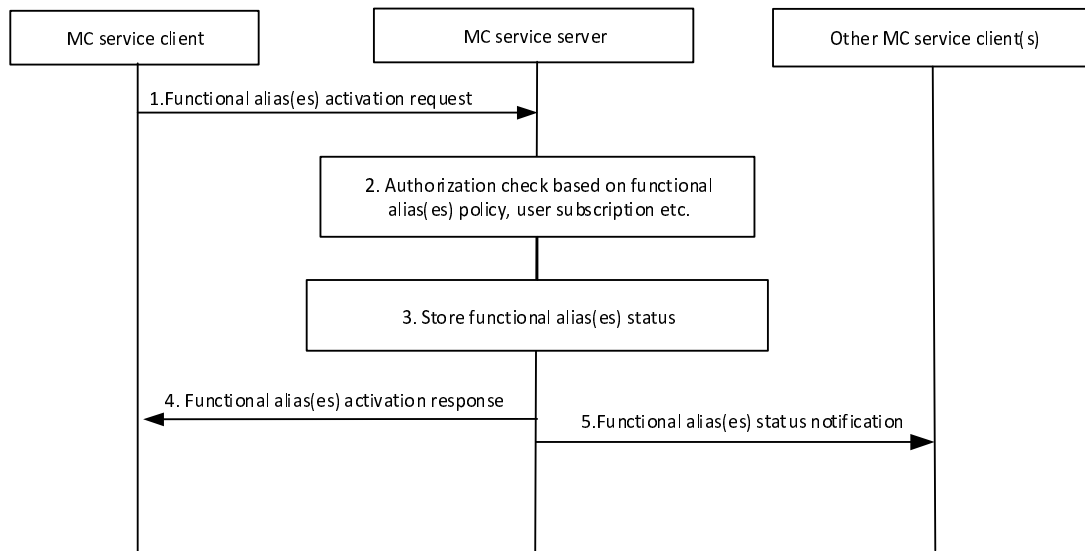 MC service client
MC service server
Other MC service client(s)
1.Functional alias(es) activation request
2. Authorization check based on functional
alias(es) policy, user subscription etc.
3. Store functional alias(es) status
4. Functional alias(es) activation response
5.Functional alias(es) status notification